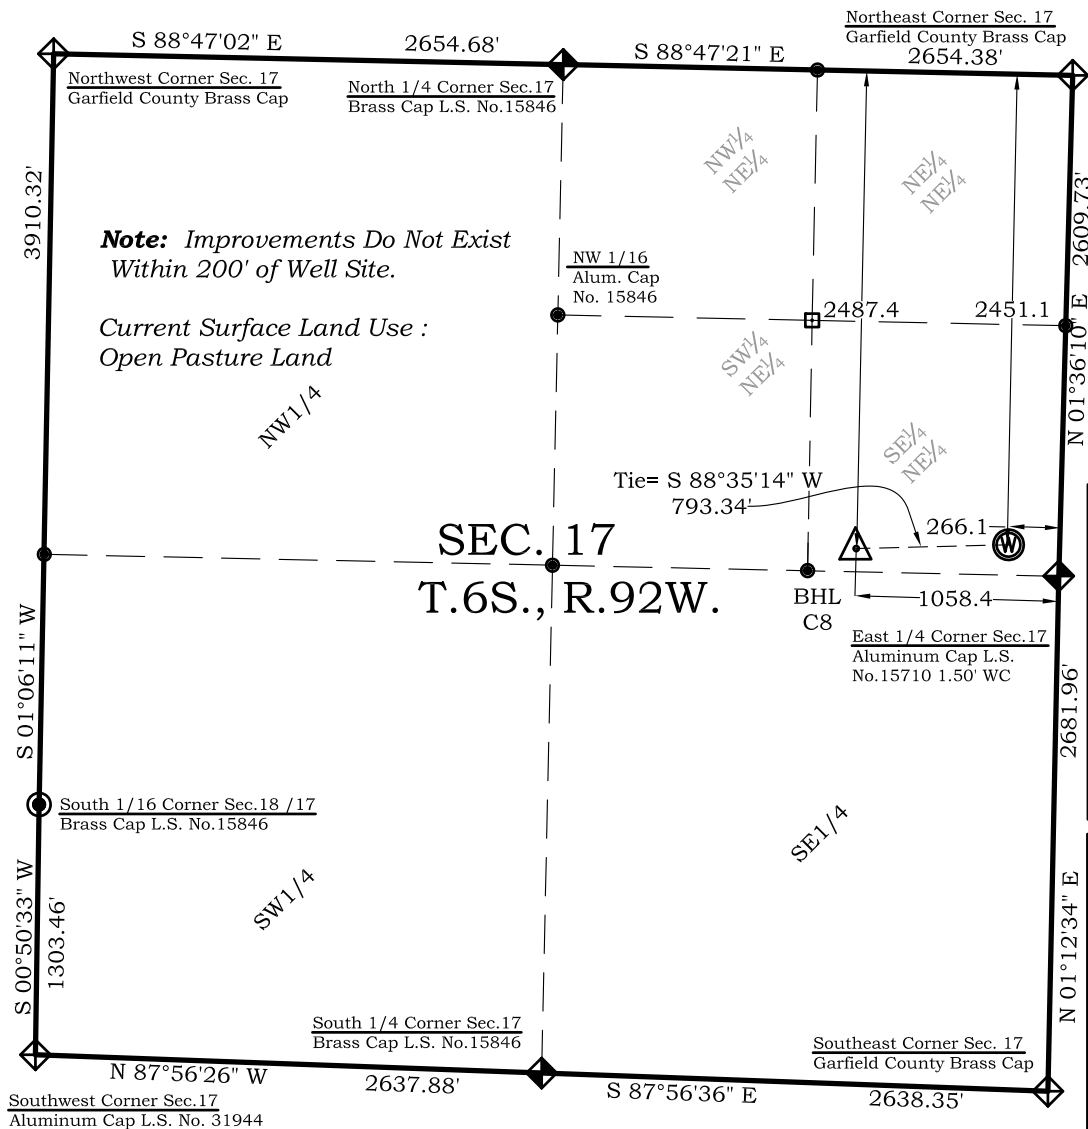 Northeast Corner Sec. 17
Garfield County Brass Cap
S 88°47'02" E
2654.68'
S 88°47'21" E
2654.38'
Northwest Corner Sec. 17
Garfield County Brass Cap
North 1/4 Corner Sec.17
Brass Cap L.S. No.15846
NW¼
NE¼
NE¼
NE¼
3910.32'
2609.73'
Note: Improvements Do Not Exist
Within 200' of Well Site.
NW 1/16
Alum. Cap
No. 15846
Current Surface Land Use :
Open Pasture Land
2487.4
2451.1
N 01°36'10" E
SW¼
NE¼
NW1/4
SE¼
NE¼
Tie= S 88°35'14" W
793.34'
266.1
W
SEC. 17
T.6S., R.92W.
BHL
C8
1058.4
East 1/4 Corner Sec.17
Aluminum Cap L.S.
No.15710 1.50' WC
S 01°06'11" W
2681.96'
South 1/16 Corner Sec.18 /17
Brass Cap L.S. No.15846
SE1/4
SW1/4
S 00°50'33" W
1303.46'
N 01°12'34" E
South 1/4 Corner Sec.17
Brass Cap L.S. No.15846
Southeast Corner Sec. 17
Garfield County Brass Cap
N 87°56'26" W
2637.88'
S 87°56'36" E
2638.35'
Southwest Corner Sec.17
Aluminum Cap L.S. No. 31944